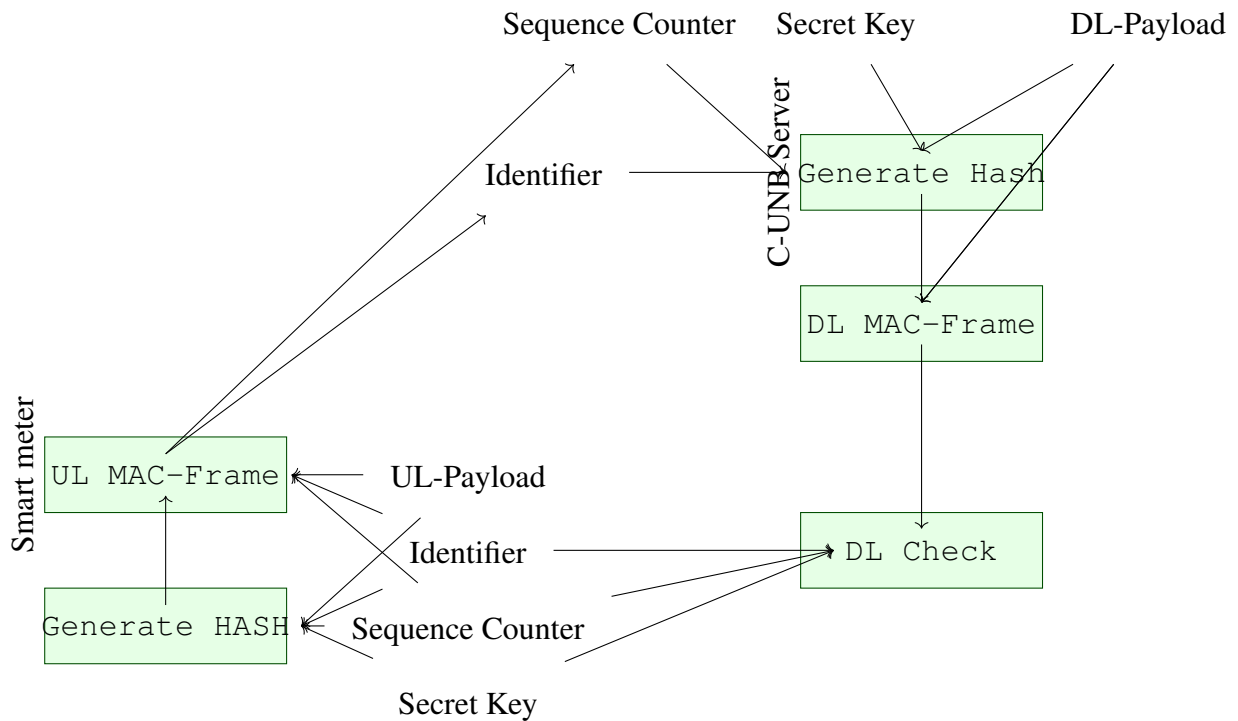 Sequence Counter
Secret Key
DL-Payload
C-UNB-Server
Identifier
Generate Hash
DL MAC-Frame
Smart meter
UL MAC-Frame
UL-Payload
Identifier
DL Check
Generate HASH
Sequence Counter
Secret Key